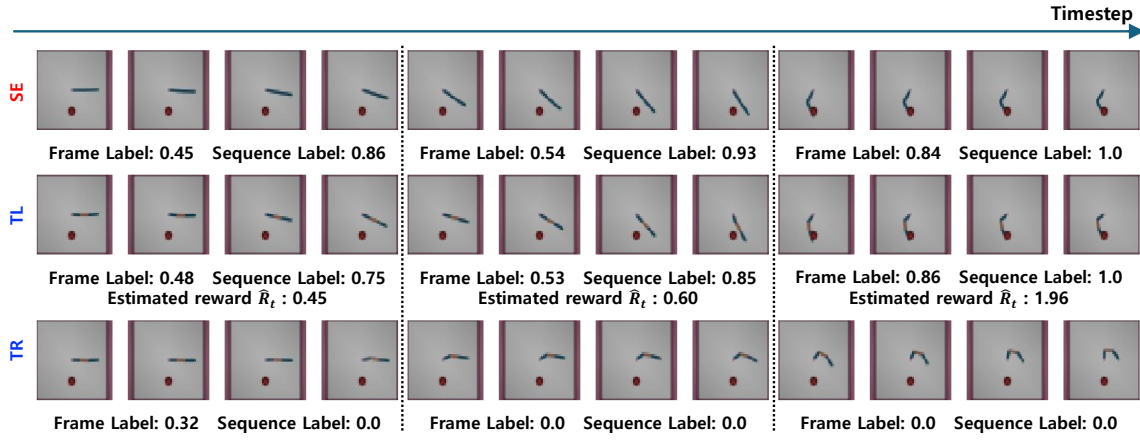 Timestep
SE
Frame Label: 0.45 Sequence Label: 0.86 Frame Label: 0.54 Sequence Label: 0.93 Frame Label: 0.84 Sequence Label: 1.0
TL
Frame Label: 0.48 Sequence Label: 0.75 Frame Label: 0.53 Sequence Label: 0.85 Frame Label: 0.86 Sequence Label: 1.0
Estimated reward R̂ₜ : 0.45 Estimated reward R̂ₜ : 0.60 Estimated reward R̂ₜ : 1.96
TR
Frame Label: 0.32 Sequence Label: 0.0 Frame Label: 0.0 Sequence Label: 0.0 Frame Label: 0.0 Sequence Label: 0.0